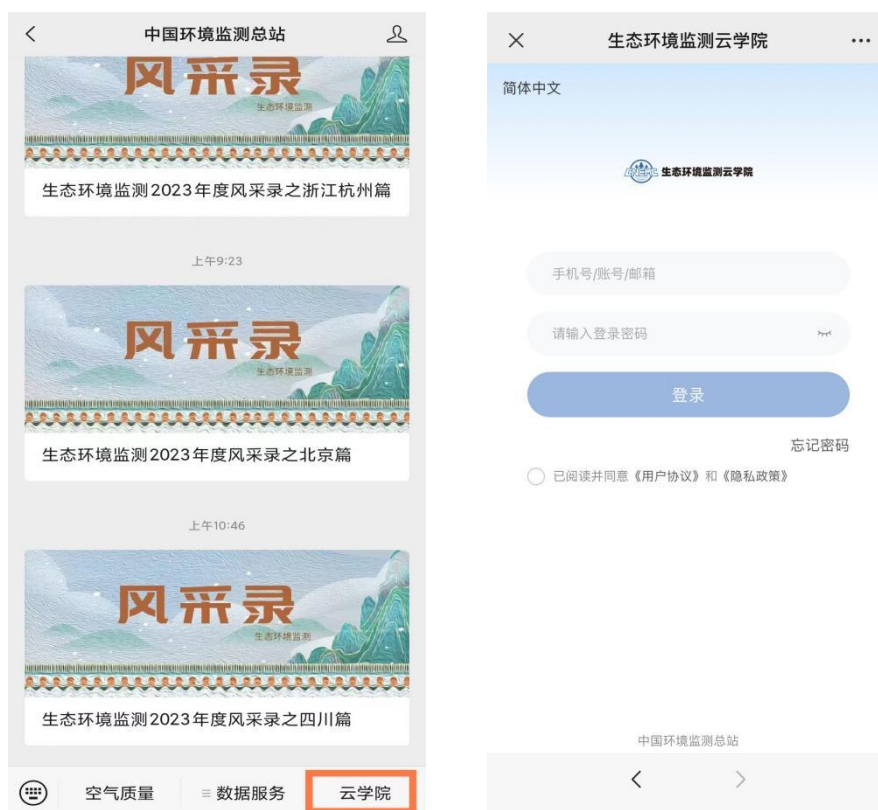 中国环境监测总站
风采录
生态环境监测
生态环境监测2023年度风采录之浙江杭州篇
上午9:23
风采录
生态环境监测
生态环境监测2023年度风采录之北京篇
上午10:46
风采录
生态环境监测
生态环境监测2023年度风采录之四川篇
空气质量
数据服务
云学院
生态环境监测云学院
简体中文
生态环境监测云学院
手机号/账号/邮箱
请输入登录密码
登录
忘记密码
已阅读并同意《用户协议》和《隐私政策》
中国环境监测总站